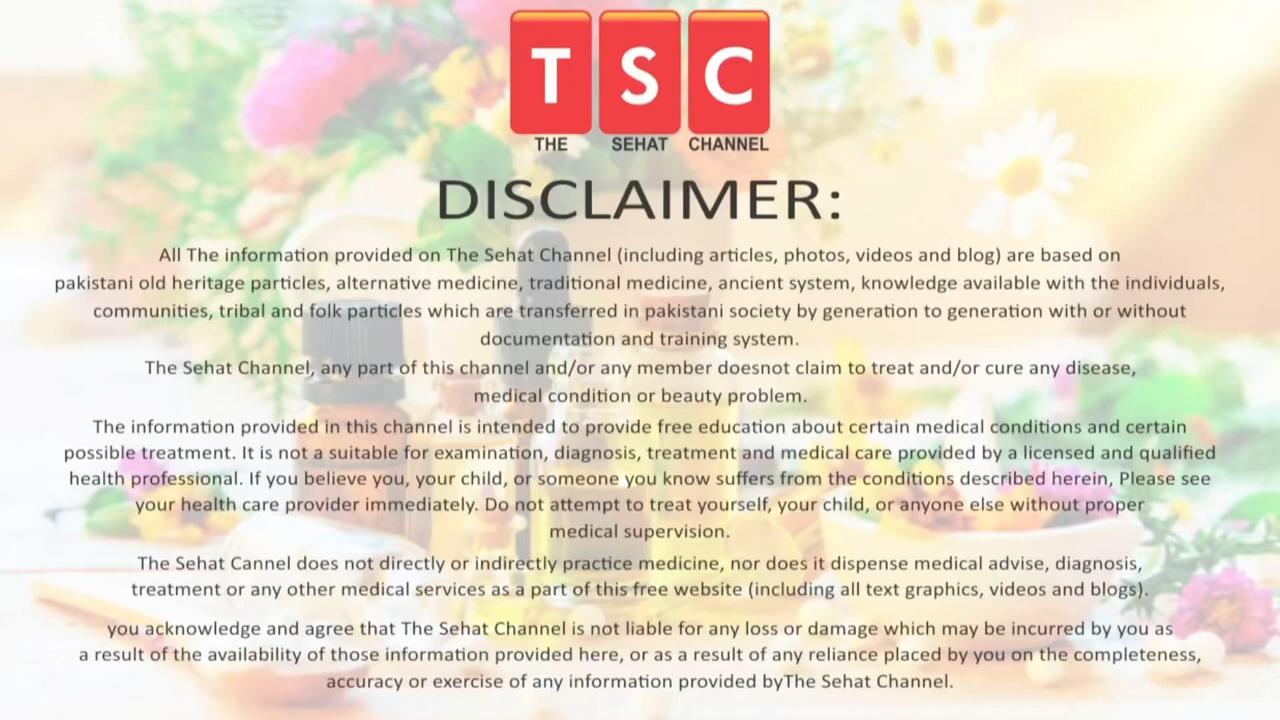 T S C
THE SEHAT CHANNEL
DISCLAIMER:
All The information provided on The Sehat Channel (including articles, photos, videos and blog) are based on
pakistani old heritage particles, alternative medicine, traditional medicine, ancient system, knowledge available with the individuals,
communities, tribal and folk particles which are transferred in pakistani society by generation to generation with or without
documentation and training system.
The Sehat Channel, any part of this channel and/or any member doesnot claim to treat and/or cure any disease,
medical condition or beauty problem.
The information provided in this channel is intended to provide free education about certain medical conditions and certain
possible treatment. It is not a suitable for examination, diagnosis, treatment and medical care provided by a licensed and qualified
health professional. If you believe you, your child, or someone you know suffers from the conditions described herein, Please see
your health care provider immediately. Do not attempt to treat yourself, your child, or anyone else without proper
medical supervision.
The Sehat Cannel does not directly or indirectly practice medicine, nor does it dispense medical advise, diagnosis,
treatment or any other medical services as a part of this free website (including all text graphics, videos and blogs).
you acknowledge and agree that The Sehat Channel is not liable for any loss or damage which may be incurred by you as
a result of the availability of those information provided here, or as a result of any reliance placed by you on the completeness,
accuracy or exercise of any information provided byThe Sehat Channel.